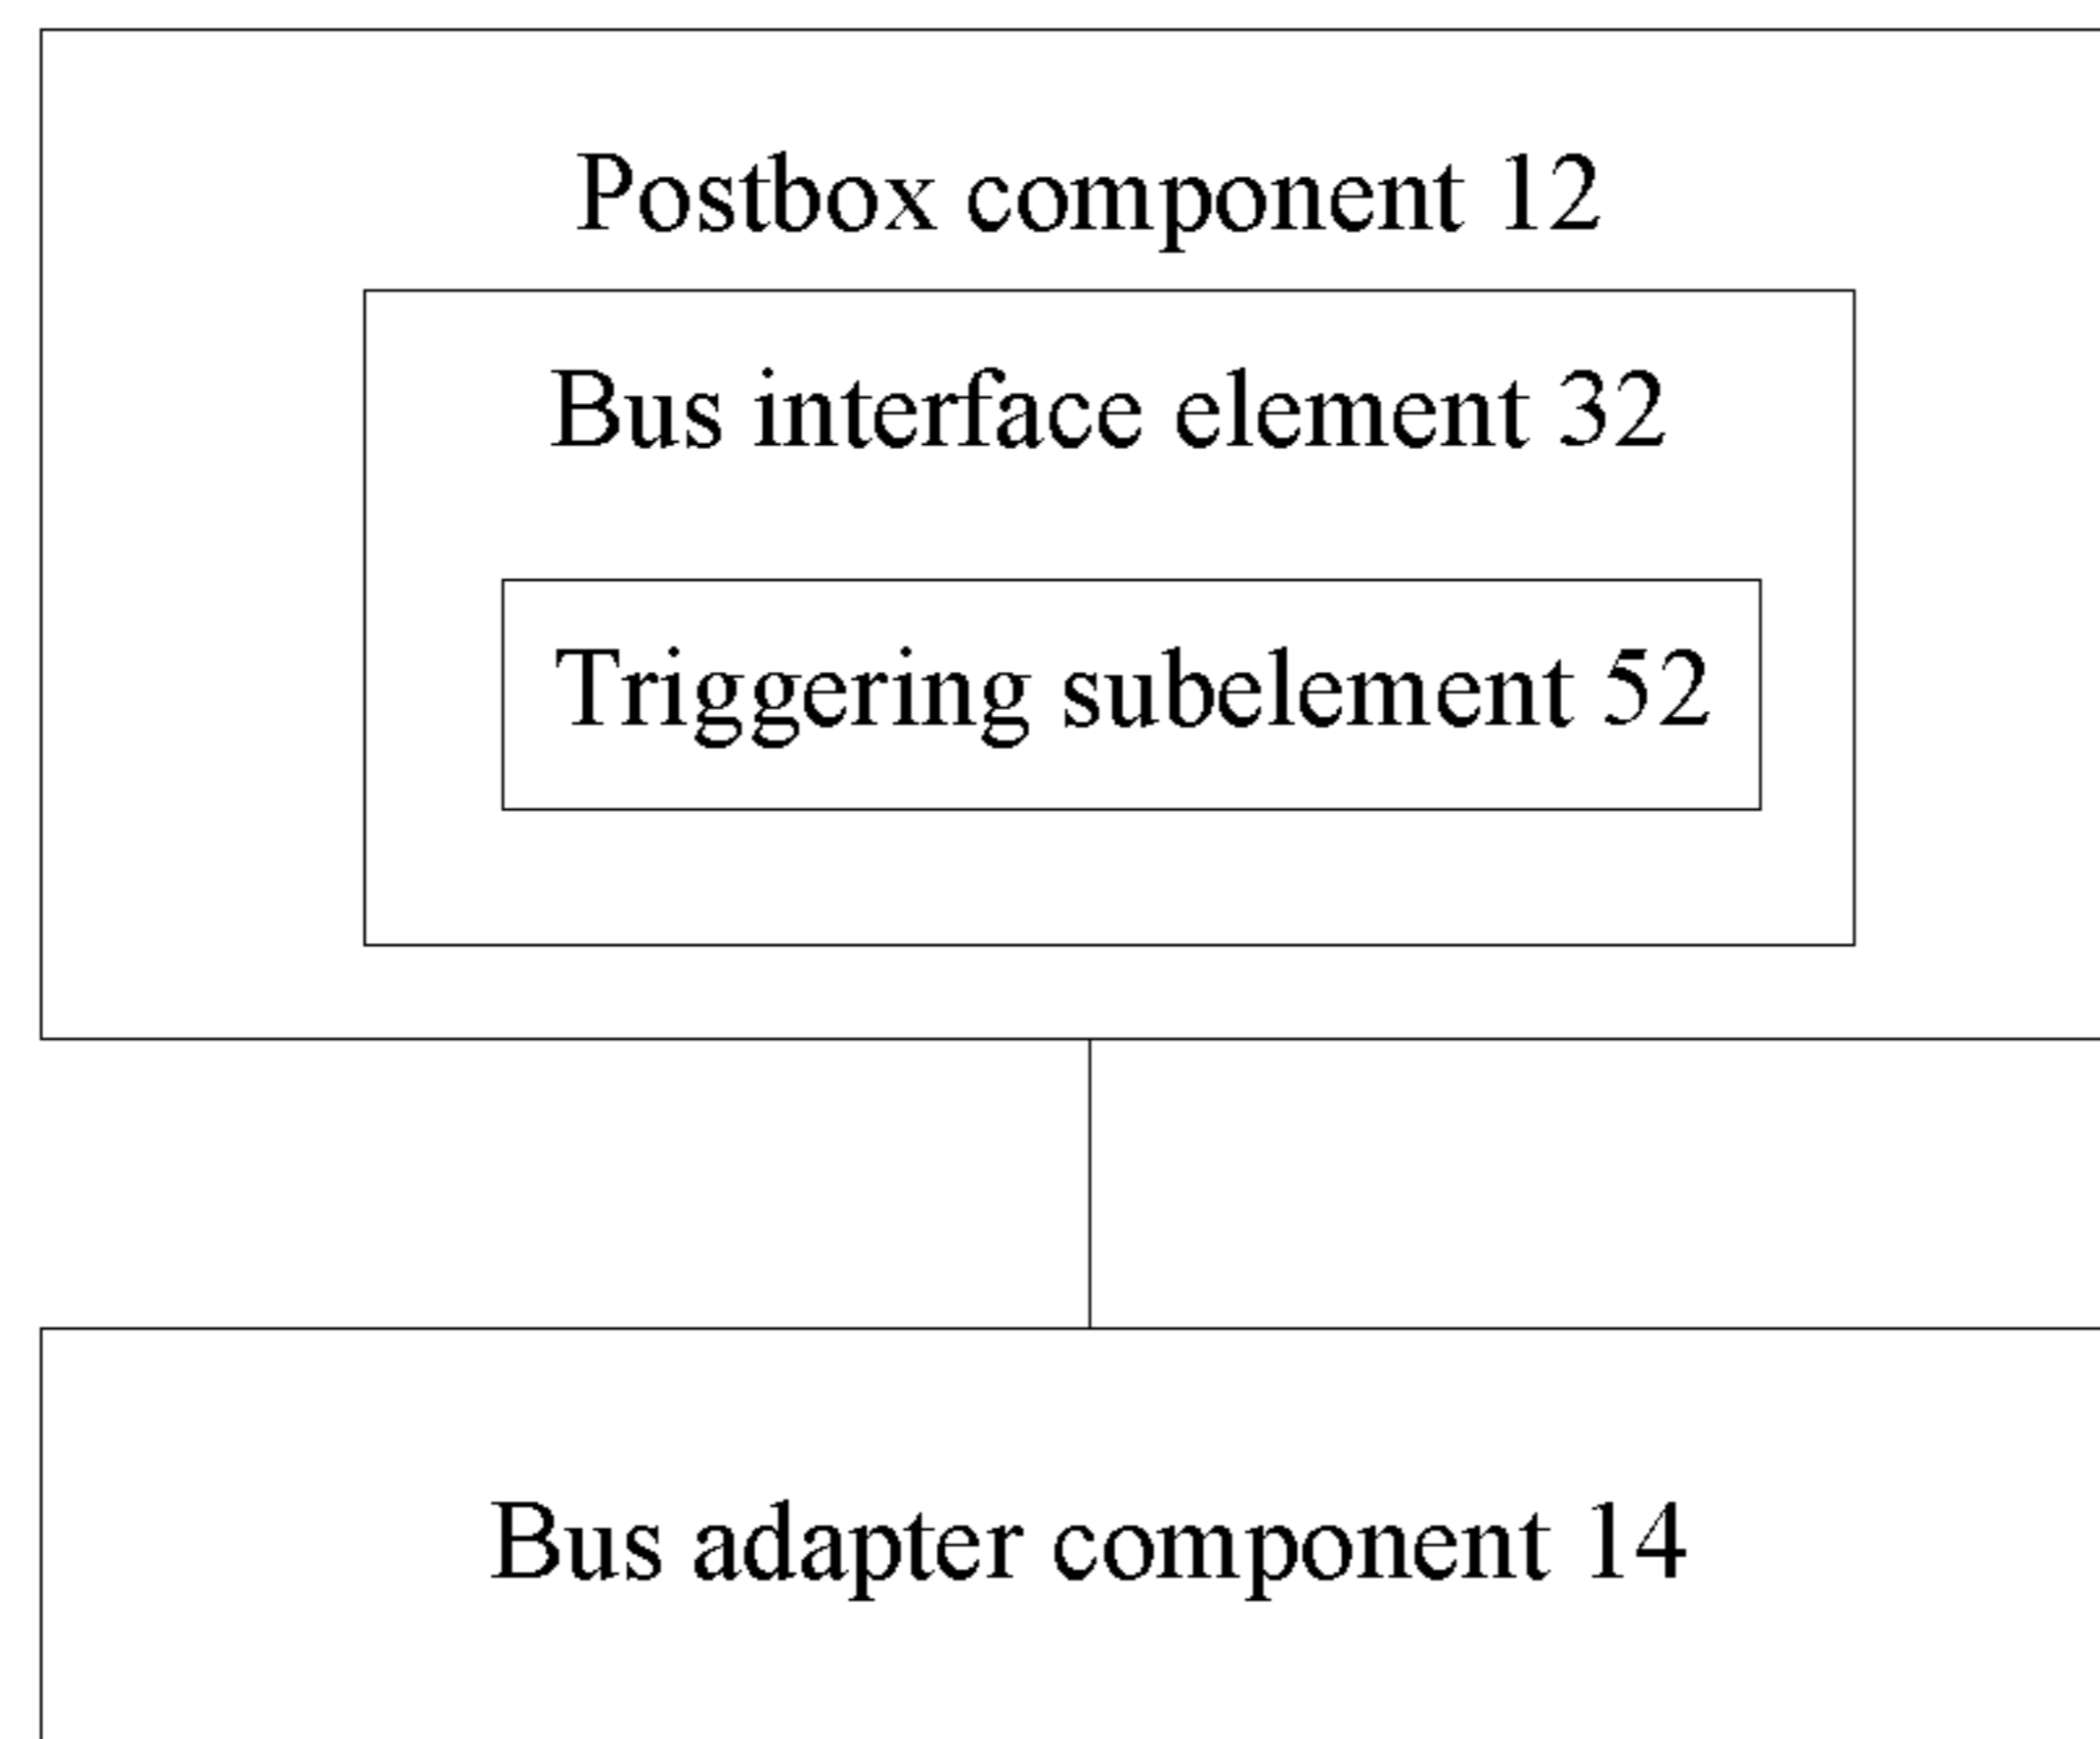 Postbox component 12
Bus interface element 32
Triggering subelement 52
Bus adapter component 14